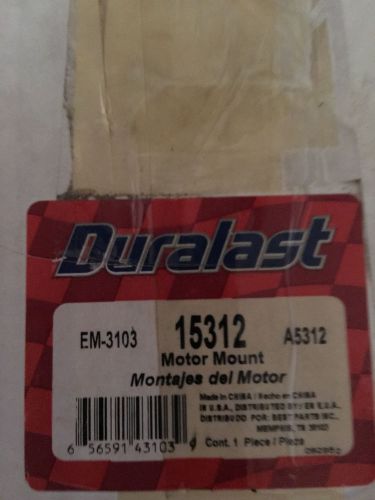 Duralast
EM-3103 15312 A5312
Motor Mount
Montajes del Motor
Made in CHINA / Hecho en CHINA
IN U.S.A., DISTRIBUTED BY: / EN E.U.A.,
DISTRIBUIDO POR: BEST PARTS INC.,
MEMPHIS, TN 38103
6 56591 43103 9 Cont. 1 Piece / Pieza